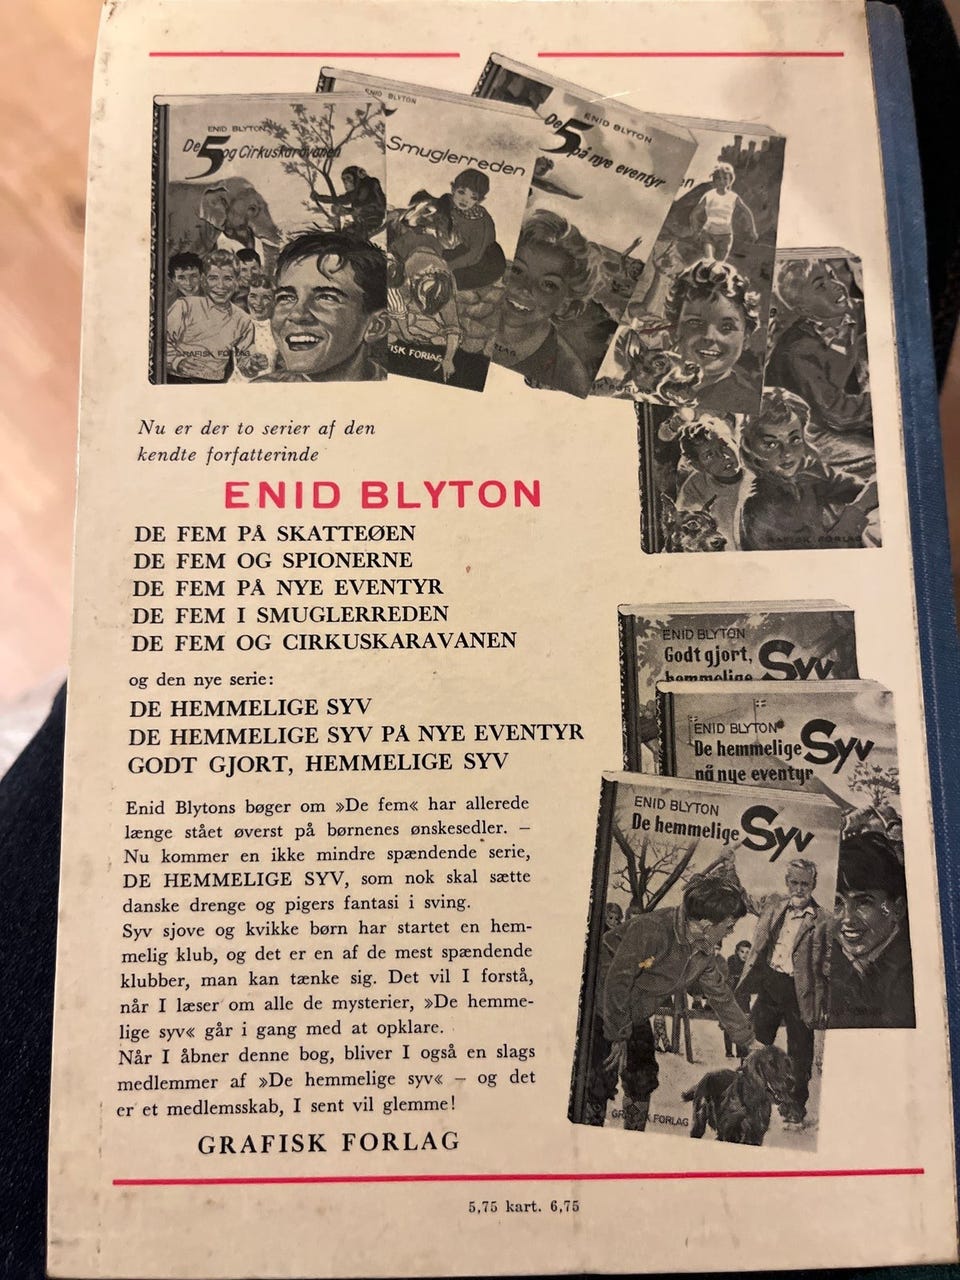 ENID BLYTON
De 5 og Cirkuskaravanen
GRAFISK FORLAG
ENID BLYTON
Smuglerreden
ISK FORLAG
ENID BLYTON
De 5 på nye eventyr
LAG
en
GRAFISK FORLAG
Nu er der to serier af den
kendte forfatterinde
ENID BLYTON
DE FEM PÅ SKATTEØEN
DE FEM OG SPIONERNE
DE FEM PÅ NYE EVENTYR
DE FEM I SMUGLERREDEN
DE FEM OG CIRKUSKARAVANEN
og den nye serie:
DE HEMMELIGE SYV
DE HEMMELIGE SYV PÅ NYE EVENTYR
GODT GJORT, HEMMELIGE SYV
Enid Blytons bøger om »De fem« har allerede
længe stået øverst på børnenes ønskesedler. –
Nu kommer en ikke mindre spændende serie,
DE HEMMELIGE SYV, som nok skal sætte
danske drenge og pigers fantasi i sving.
Syv sjove og kvikke børn har startet en hem-
melig klub, og det er en af de mest spændende
klubber, man kan tænke sig. Det vil I forstå,
når I læser om alle de mysterier, »De hemme-
lige syv« går i gang med at opklare.
Når I åbner denne bog, bliver I også en slags
medlemmer af »De hemmelige syv« – og det
er et medlemsskab, I sent vil glemme!
GRAFISK FORLAG
ENID BLYTON
Godt gjort,
hemmelige Syv
ENID BLYTON
De hemmelige Syv
på nye eventyr
ENID BLYTON
De hemmelige Syv
GRAFISK FORLAG
5,75 kart. 6,75